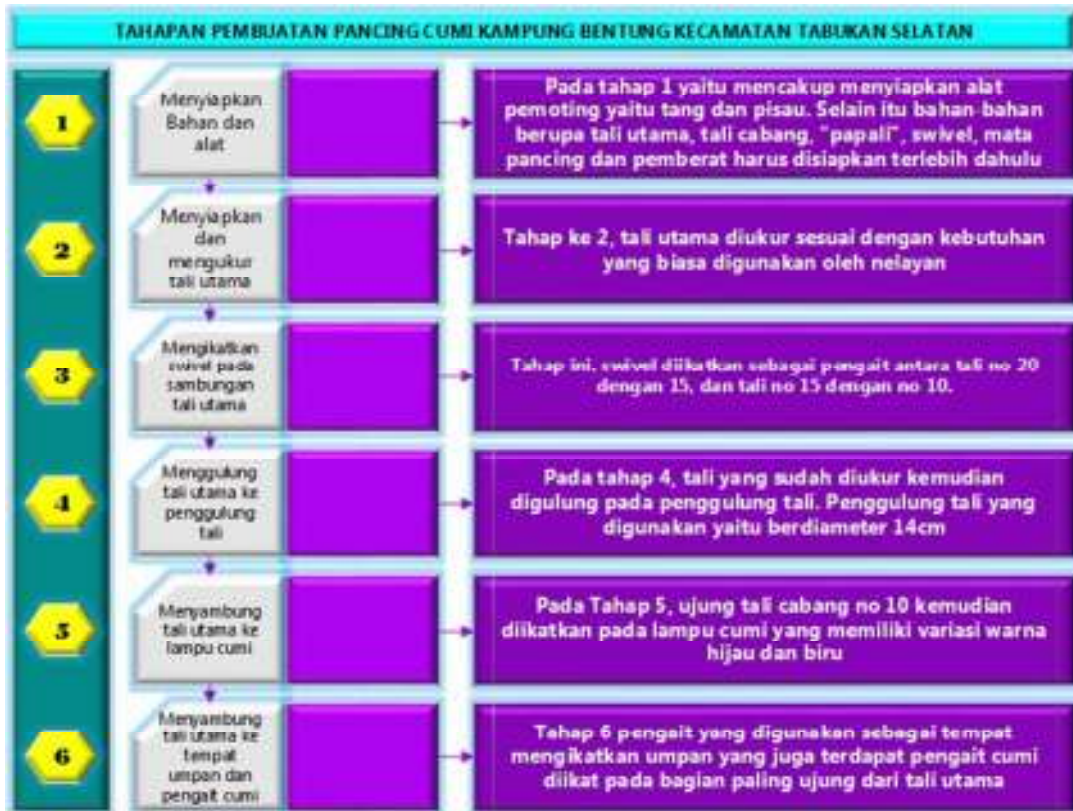 TAHAPAN PEMBUATAN PANCING CUMI KAMPUNG BENTUNG KECAMATAN TABUKAN SELATAN
1
Menyiapkan
Bahan dan
alat
Pada tahap 1 yaitu mencakup menyiapkan alat
pemoting yaitu tang dan pisau. Selain itu bahan-bahan
berupa tali utama, tali cabang, "papali", swivel, mata
pancing dan pemberat harus disiapkan terlebih dahulu
2
Menyiapkan
dan
mengukur
tali utama
Tahap ke 2, tali utama diukur sesuai dengan kebutuhan
yang biasa digunakan oleh nelayan
3
Mengikatkan
swivel pada
sambungan
tali utama
Tahap ini, swivel diikatkan sebagai pengait antara tali no 20
dengan 15, dan tali no 15 dengan no 10.
4
Menggulung
tali utama ke
penggulung
tali
Pada tahap 4, tali yang sudah diukur kemudian
digulung pada penggulung tali. Penggulung tali yang
digunakan yaitu berdiameter 14cm
5
Menyambung
tali utama ke
lampu cumi
Pada Tahap 5, ujung tali cabang no 10 kemudian
diikatkan pada lampu cumi yang memiliki variasi warna
hijau dan biru
6
Menyambung
tali utama ke
tempat
umpan dan
pengait cumi
Tahap 6 pengait yang digunakan sebagai tempat
mengikatkan umpan yang juga terdapat pengait cumi
diikat pada bagian paling ujung dari tali utama